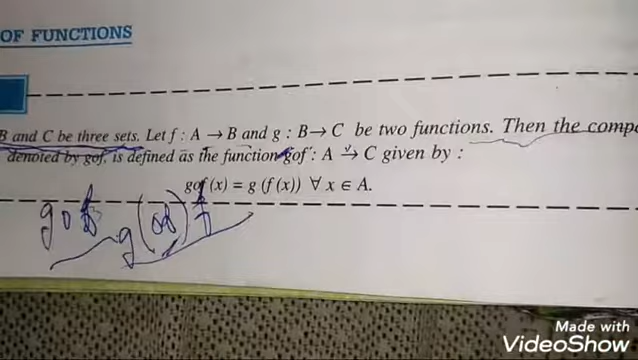 OF FUNCTIONS
B and C be three sets. Let f : A → B and g : B → C be two functions. Then the compo
denoted by gof, is defined as the function gof : A → C given by :
gof (x) = g (f (x)) ∀ x ∈ A.
Made with
VideoShow